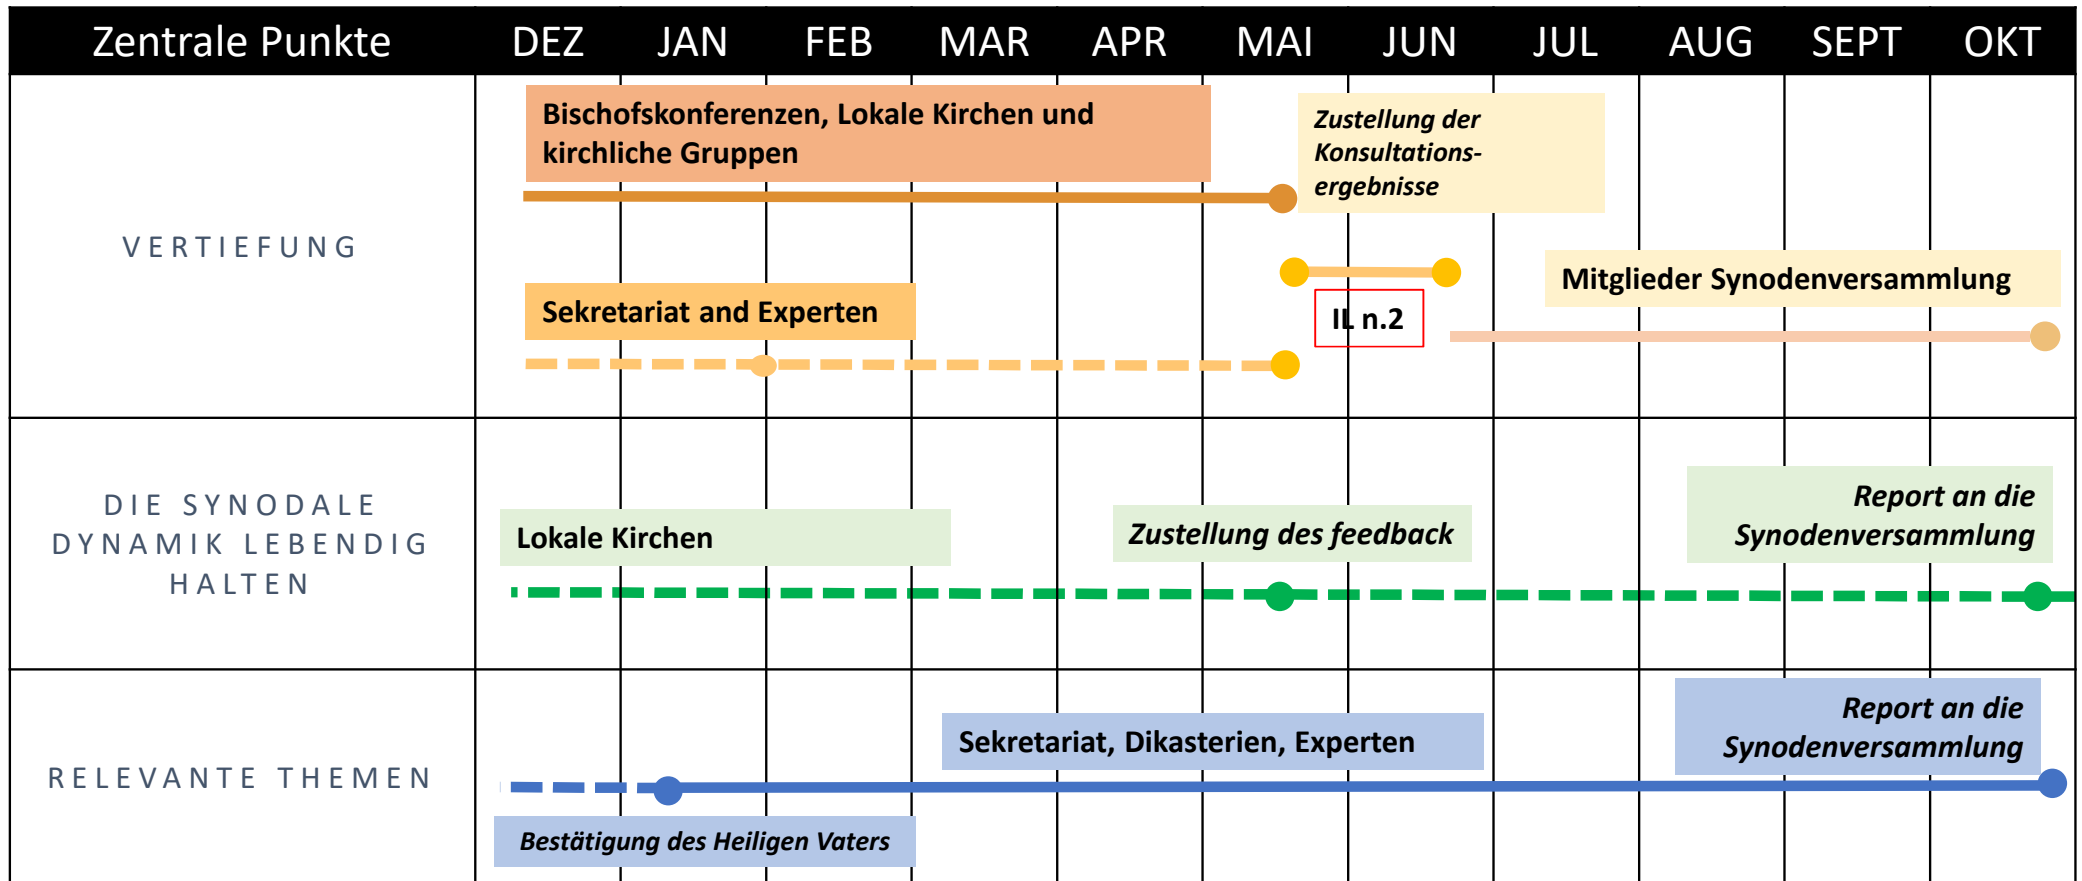 Zentrale Punkte DEZ JAN FEB MAR APR MAI JUN JUL AUG SEPT OKT
VERTIEFUNG
Bischofskonferenzen, Lokale Kirchen und
kirchliche Gruppen
Zustellung der
Konsultations-
ergebnisse
Sekretariat and Experten
IL n.2
Mitglieder Synodenversammlung
DIE SYNODALE
DYNAMIK LEBENDIG
HALTEN
Lokale Kirchen
Zustellung des feedback
Report an die
Synodenversammlung
RELEVANTE THEMEN
Sekretariat, Dikasterien, Experten
Report an die
Synodenversammlung
Bestätigung des Heiligen Vaters